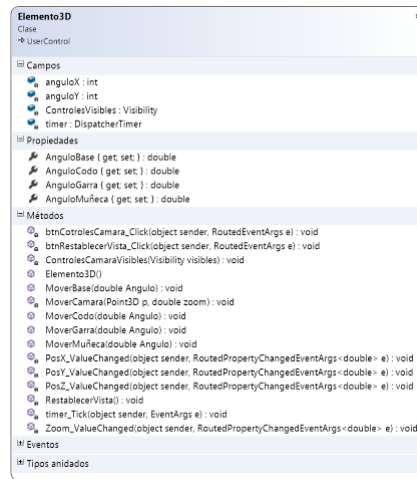 Elemento3D
Clase
UserControl
Campos
anguloX : int
anguloY : int
ControlesVisibles : Visibility
timer : DispatcherTimer
Propiedades
AnguloBase { get; set; } : double
AnguloCodo { get; set; } : double
AnguloGarra { get; set; } : double
AnguloMuñeca { get; set; } : double
Métodos
btnCotrolesCamara_Click(object sender, RoutedEventArgs e) : void
btnRestablecerVista_Click(object sender, RoutedEventArgs e) : void
ControlesCamaraVisibles(Visibility visibles) : void
Elemento3D()
MoverBase(double Angulo) : void
MoverCamara(Point3D p, double zoom) : void
MoverCodo(double Angulo) : void
MoverGarra(double Angulo) : void
MoverMuñeca(double Angulo) : void
PosX_ValueChanged(object sender, RoutedPropertyChangedEventArgs<double> e) : void
PosY_ValueChanged(object sender, RoutedPropertyChangedEventArgs<double> e) : void
PosZ_ValueChanged(object sender, RoutedPropertyChangedEventArgs<double> e) : void
RestablecerVista() : void
timer_Tick(object sender, EventArgs e) : void
Zoom_ValueChanged(object sender, RoutedPropertyChangedEventArgs<double> e) : void
Eventos
Tipos anidados